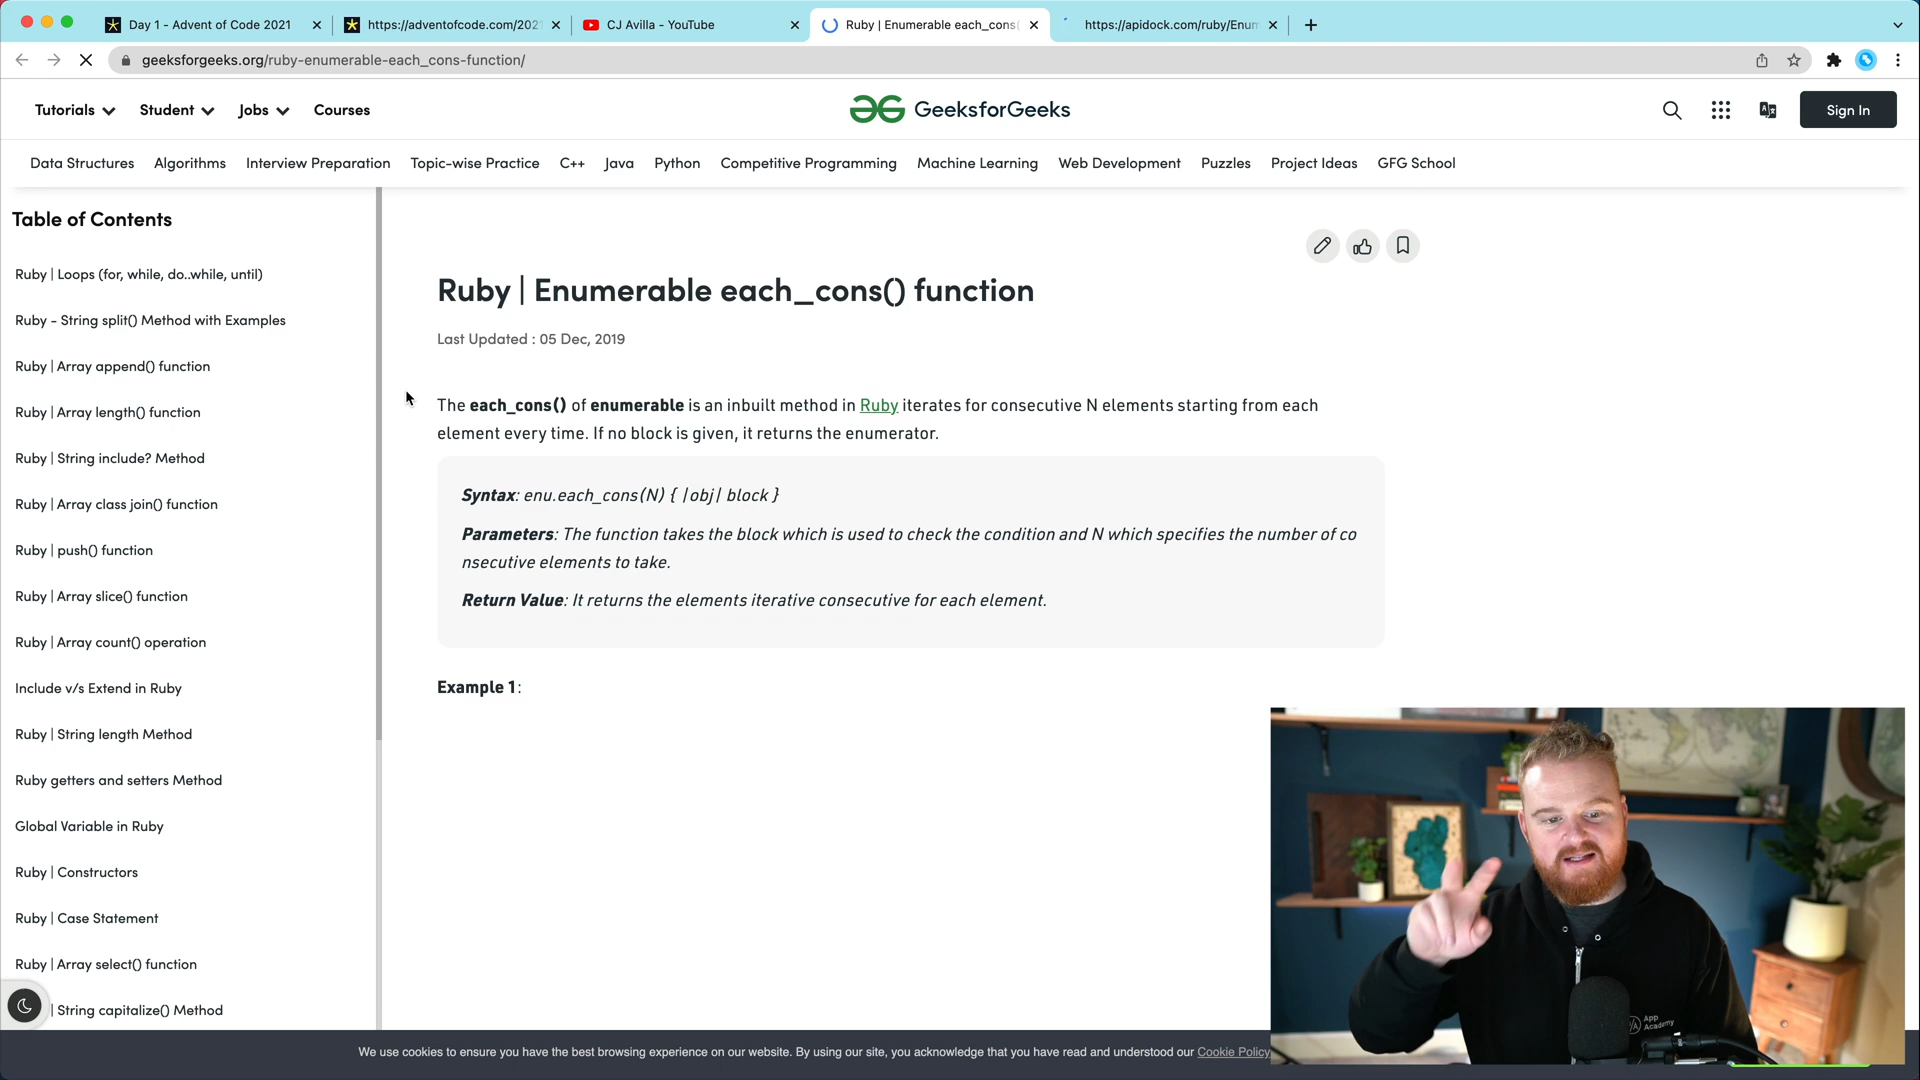 Day 1 - Advent of Code 2021
https://adventofcode.com/202
CJ Avilla - YouTube
Ruby | Enumerable each_cons(
https://apidock.com/ruby/Enum
geeksforgeeks.org/ruby-enumerable-each_cons-function/
Tutorials Student Jobs Courses
GeeksforGeeks
Sign In
Data Structures Algorithms Interview Preparation Topic-wise Practice C++ Java Python Competitive Programming Machine Learning Web Development Puzzles Project Ideas GFG School
Table of Contents
Ruby | Loops (for, while, do..while, until)
Ruby - String split() Method with Examples
Ruby | Array append() function
Ruby | Array length() function
Ruby | String include? Method
Ruby | Array class join() function
Ruby | push() function
Ruby | Array slice() function
Ruby | Array count() operation
Include v/s Extend in Ruby
Ruby | String length Method
Ruby getters and setters Method
Global Variable in Ruby
Ruby | Constructors
Ruby | Case Statement
Ruby | Array select() function
| String capitalize() Method
Ruby | Enumerable each_cons() function
Last Updated : 05 Dec, 2019
The each_cons() of enumerable is an inbuilt method in Ruby iterates for consecutive N elements starting from each
element every time. If no block is given, it returns the enumerator.
Syntax: enu.each_cons(N) { |obj| block }
Parameters: The function takes the block which is used to check the condition and N which specifies the number of co
nsecutive elements to take.
Return Value: It returns the elements iterative consecutive for each element.
Example 1:
App
Academy
We use cookies to ensure you have the best browsing experience on our website. By using our site, you acknowledge that you have read and understood our Cookie Policy